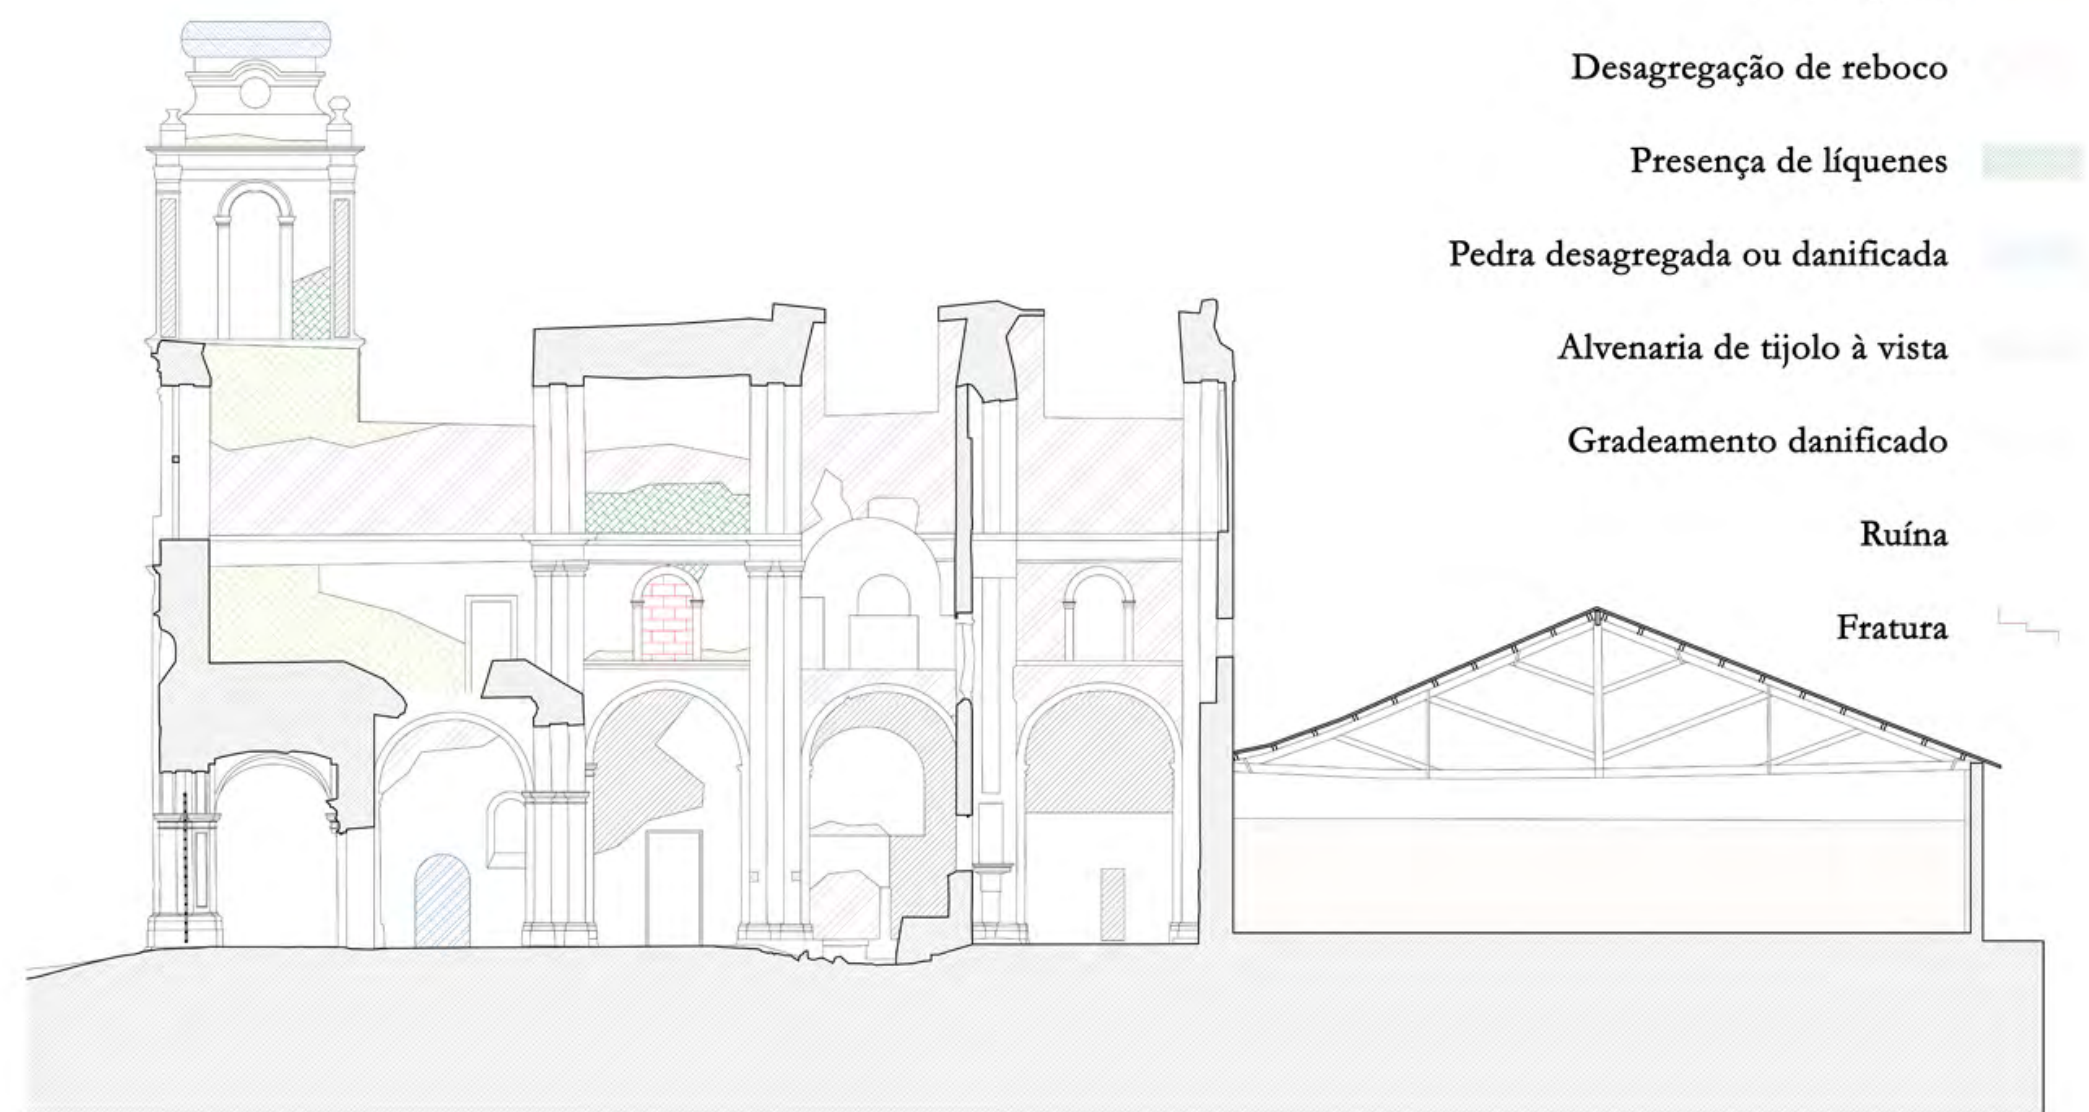 Desagregação de reboco
Presença de líquenes
Pedra desagregada ou danificada
Alvenaria de tijolo à vista
Gradeamento danificado
Ruína
Fratura